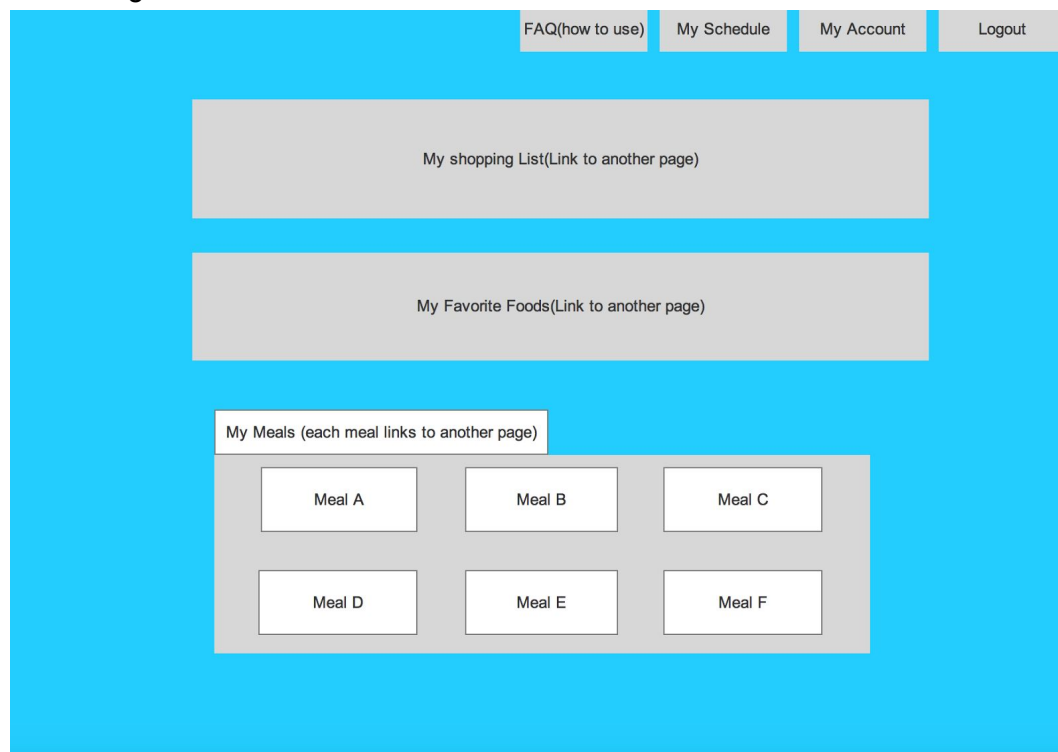 FAQ(how to use) My Schedule My Account Logout
My shopping List(Link to another page)
My Favorite Foods(Link to another page)
My Meals (each meal links to another page)
Meal A Meal B Meal C
Meal D Meal E Meal F